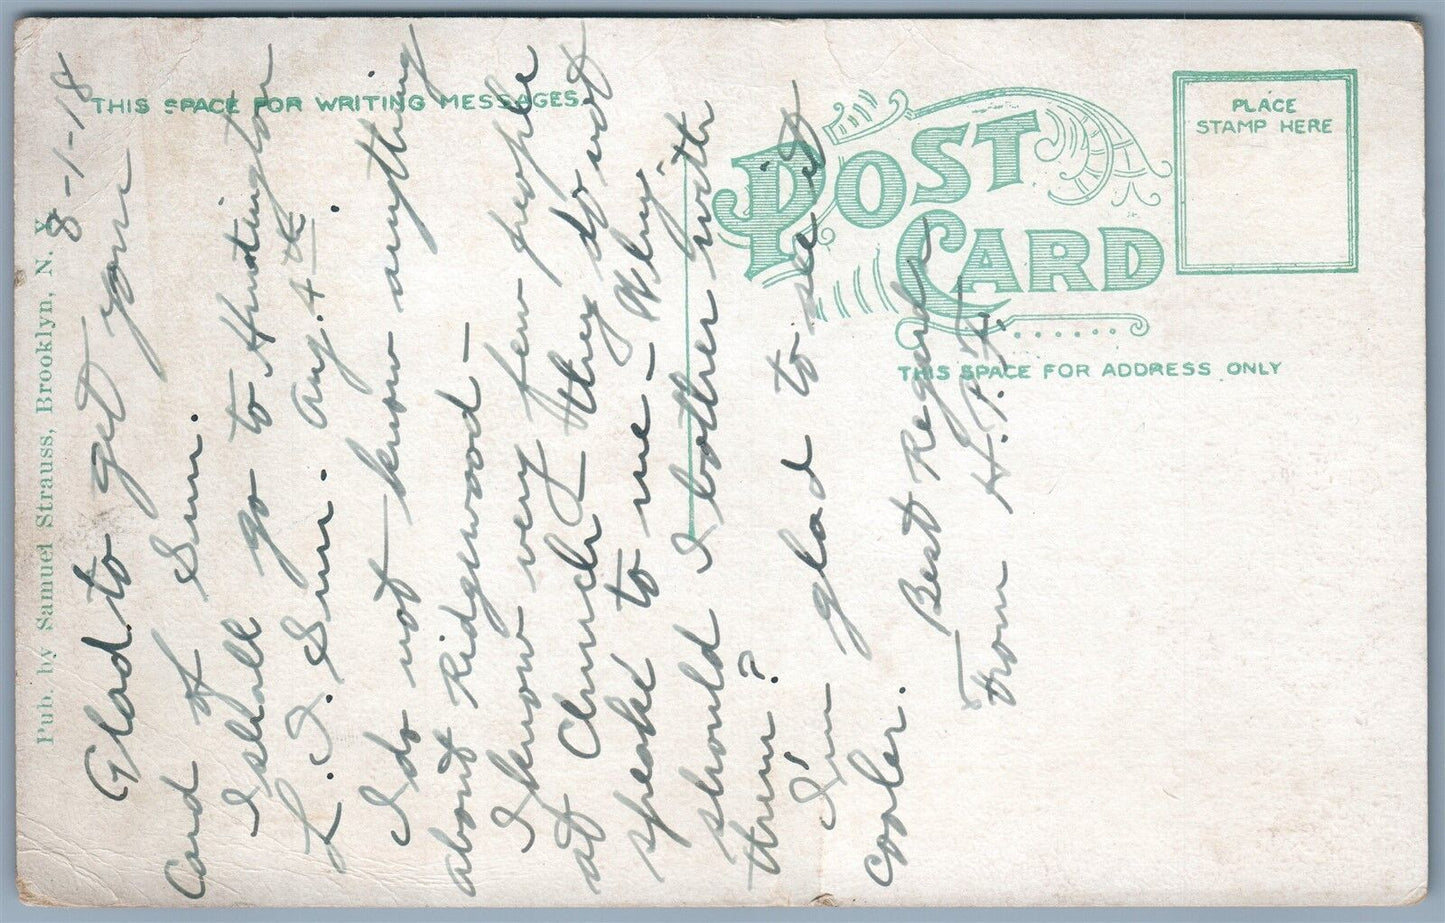 Pub. by Samuel Strauss, Brooklyn, N. Y.
THIS SPACE FOR WRITING MESSAGES
POST
CARD
PLACE
STAMP HERE
THIS SPACE FOR ADDRESS ONLY
8-1-18
Glad to get your
Card of Sun.
I shall go to Huntington
L. I. Sun. Aug. 4th.
I do not know anything
about Ridgewood-
I know very few people
at Church & they do not
speak to me - Why
should I bother with
them?
I'm glad to see it
cooler.
Best Regards
From H.P.F.